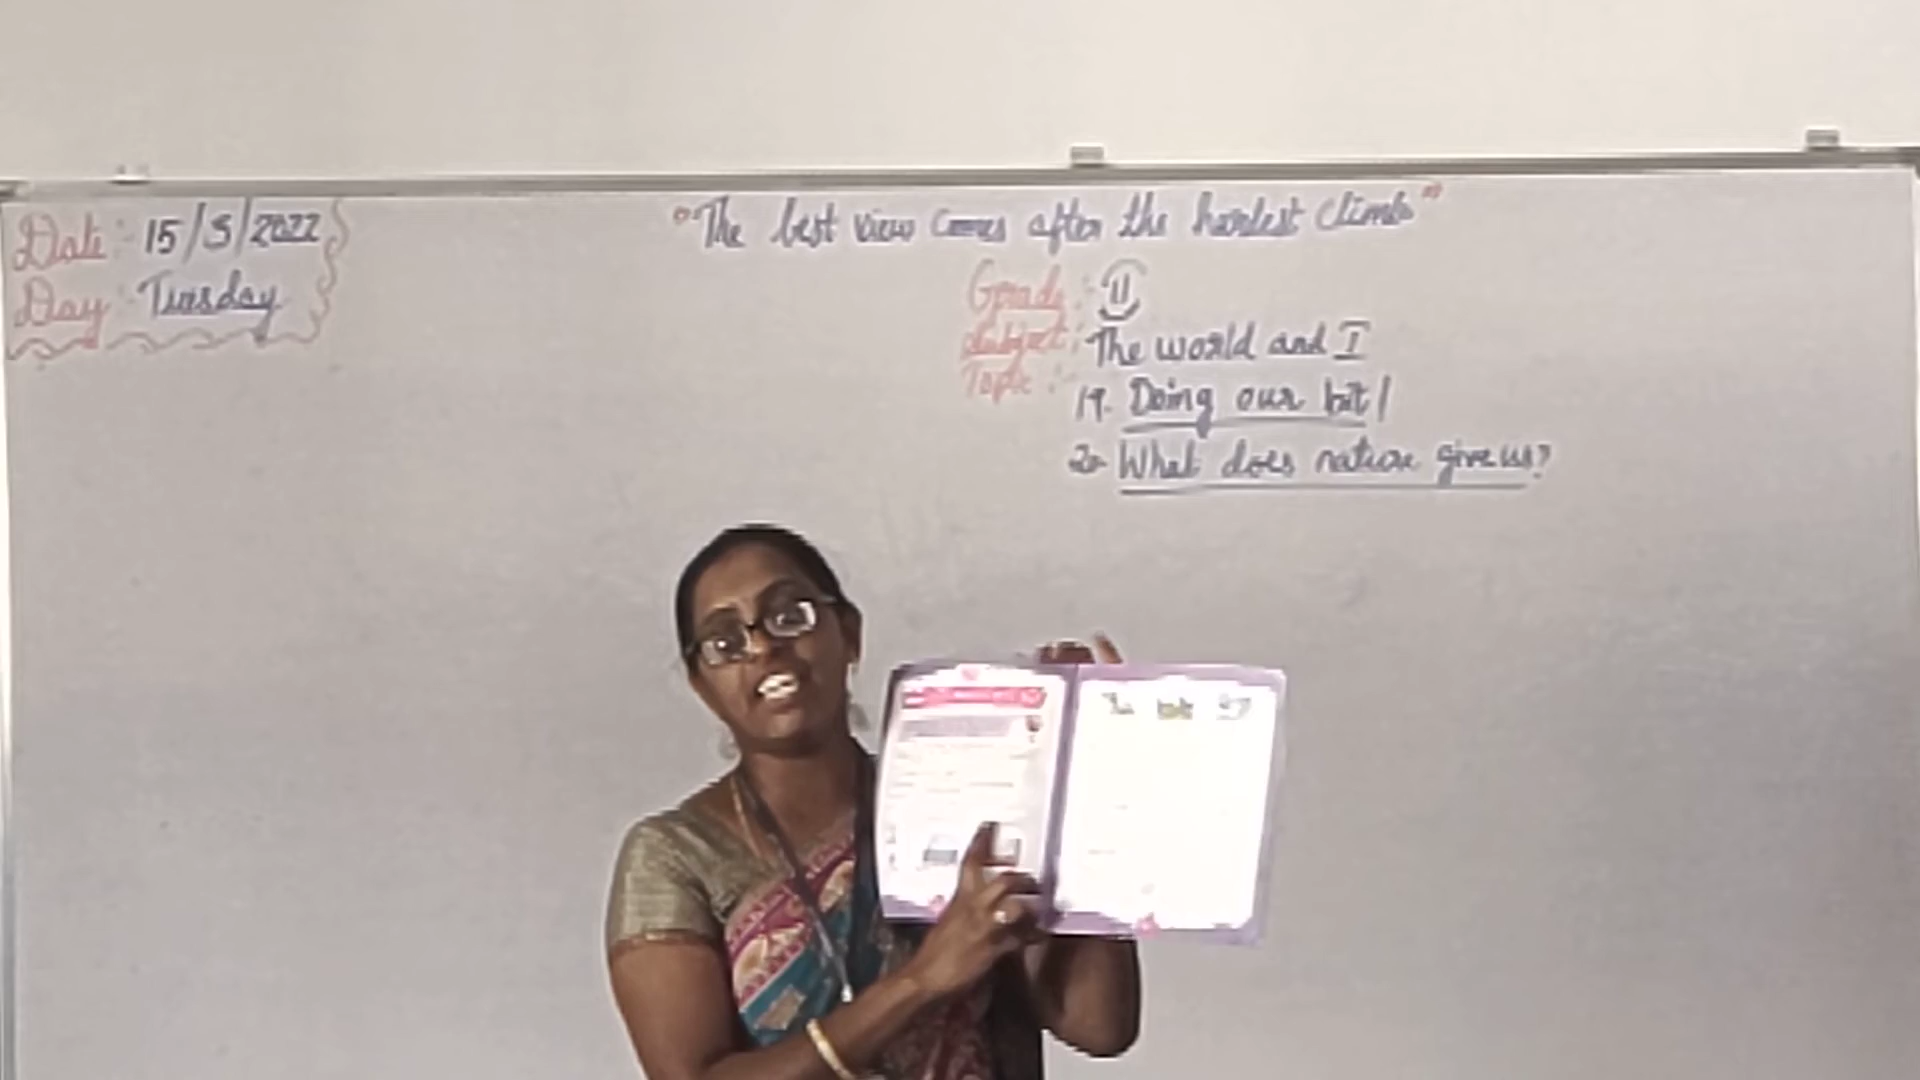 Date :- 15/3/2022
Day :- Tuesday
"The best view comes after the hardest climb"
Grade :- II
Subject :- The world and I
Topic :-
19. Doing our bit!
20. What does nature give us?